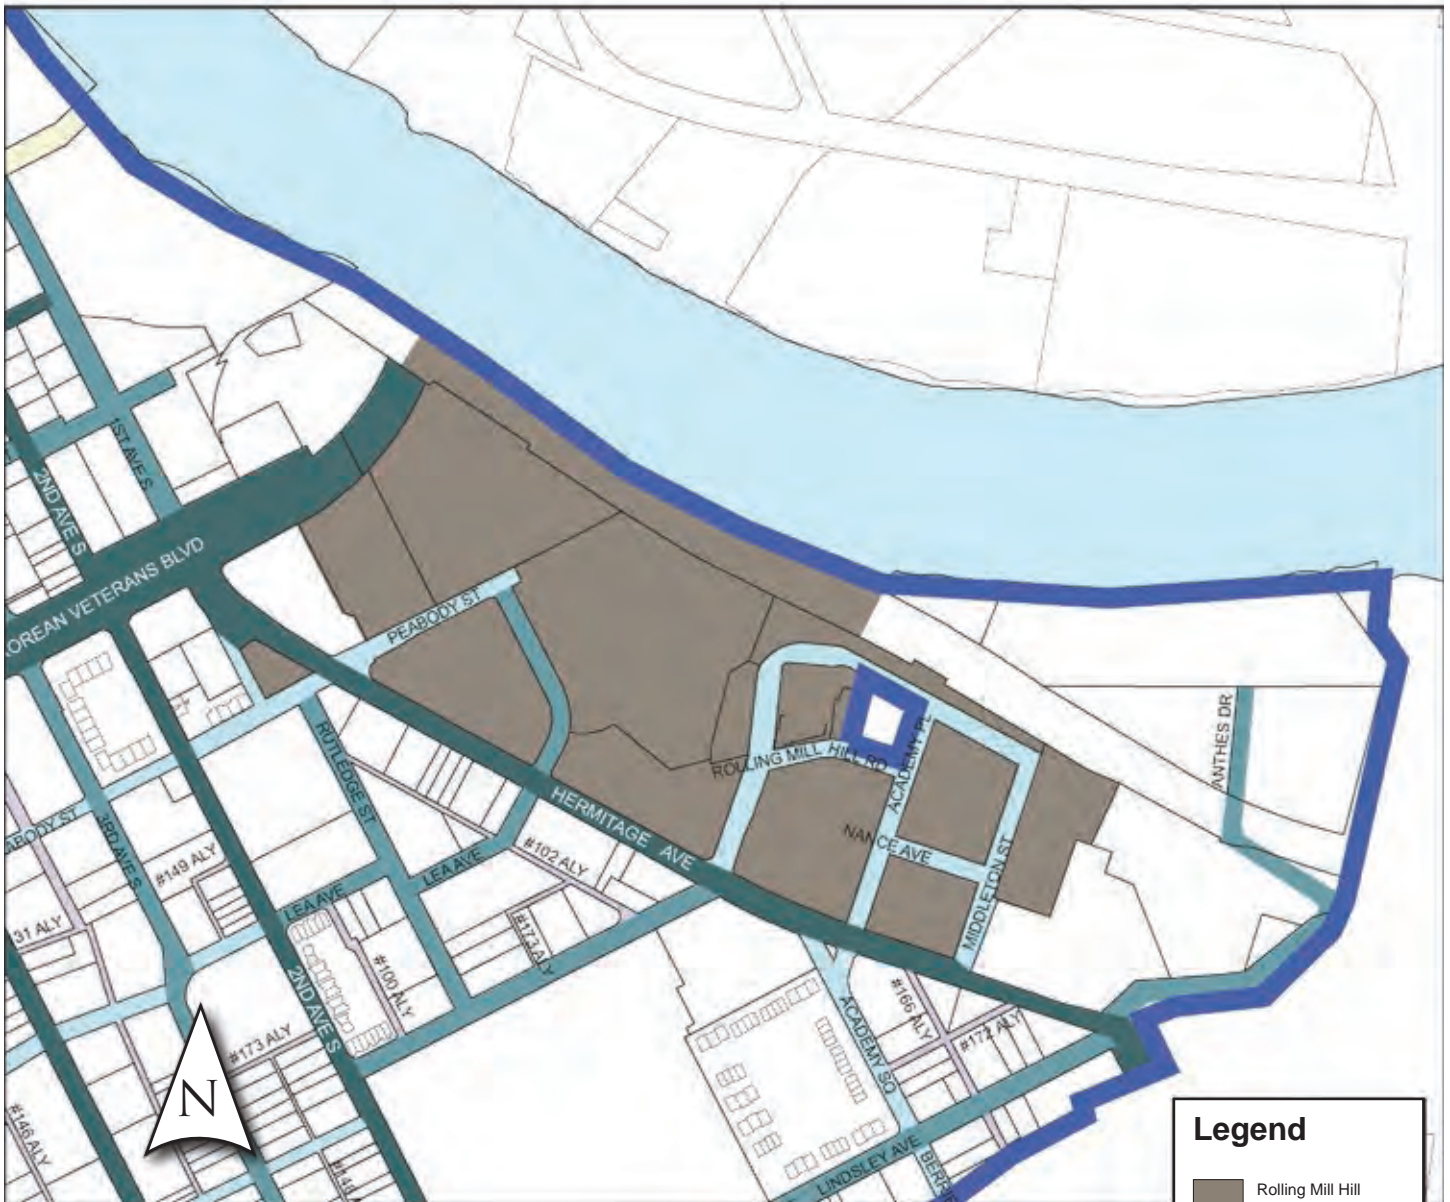 1ST AVE S
2ND AVE S
OREAN VETERANS BLVD
PEABODY ST
RUTLEDGE ST
ROLLING MILL HILL RD
ACADEMY PL
ANTHES DR
HERMITAGE AVE
NANCE AVE
MIDDLETON ST
ABODY ST
3RD AVE S
#149 ALY
LEA AVE
LEA AVE
#102 ALY
#173 ALY
31 ALY
#100 ALY
2ND AVE S
#173 ALY
#166 ALY
#172 ALY
ACADEMY SQ
#146 ALY
N
LINDSLEY AVE
BERRI
Legend
Rolling Mill Hill